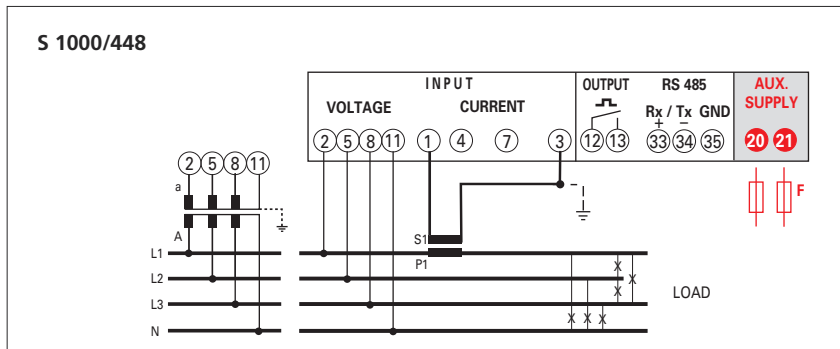 S 1000/448
INPUT
OUTPUT
RS 485
AUX.
SUPPLY
VOLTAGE
CURRENT
Rx / Tx GND
+ −
2 5 8 11 1 4 7 3 12 13 33 34 35 20 21
2 5 8 11
a
F
A
S1
L1
P1
L2
LOAD
L3
x x x x x x x
N